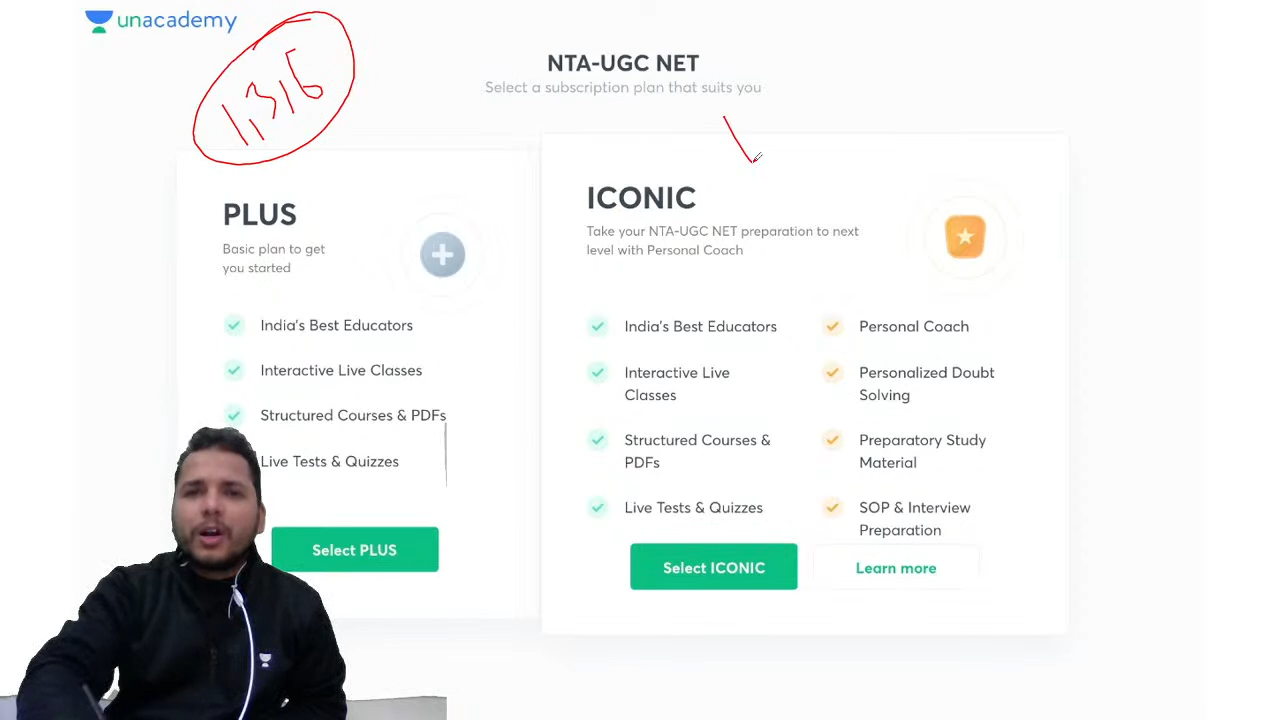 unacademy
1,316
NTA-UGC NET
Select a subscription plan that suits you
PLUS
Basic plan to get
you started
India's Best Educators
Interactive Live Classes
Structured Courses & PDFs
Live Tests & Quizzes
Select PLUS
ICONIC
Take your NTA-UGC NET preparation to next
level with Personal Coach
India's Best Educators
Interactive Live
Classes
Structured Courses &
PDFs
Live Tests & Quizzes
Personal Coach
Personalized Doubt
Solving
Preparatory Study
Material
SOP & Interview
Preparation
Select ICONIC
Learn more